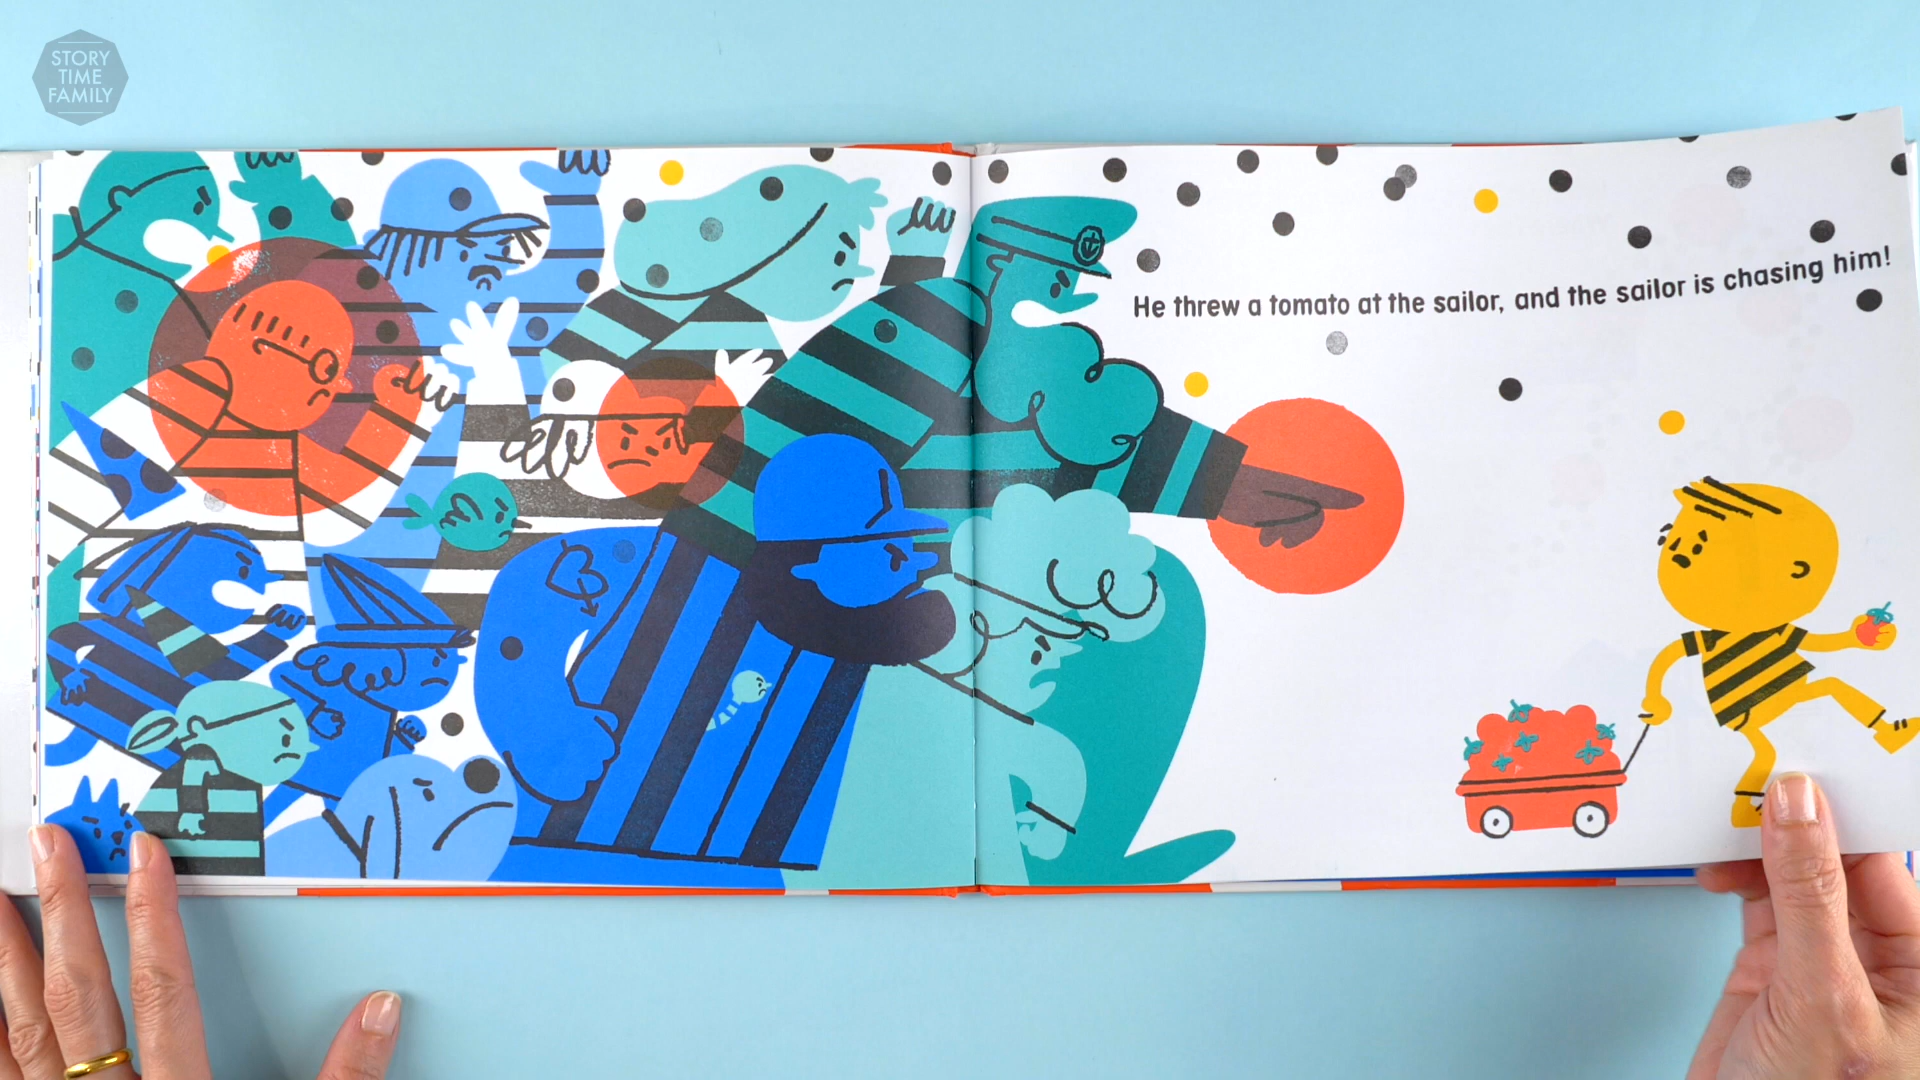 STORY
TIME
FAMILY
He threw a tomato at the sailor, and the sailor is chasing him!